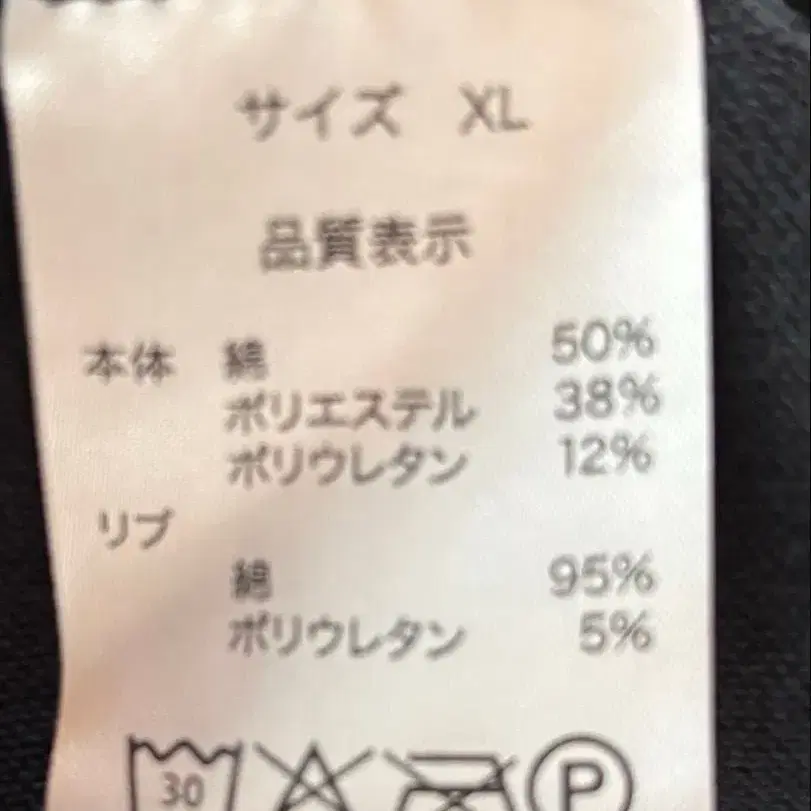 サイズ XL
品質表示
本体 綿 50%
ポリエステル 38%
ポリウレタン 12%
リブ
綿 95%
ポリウレタン 5%
30 P